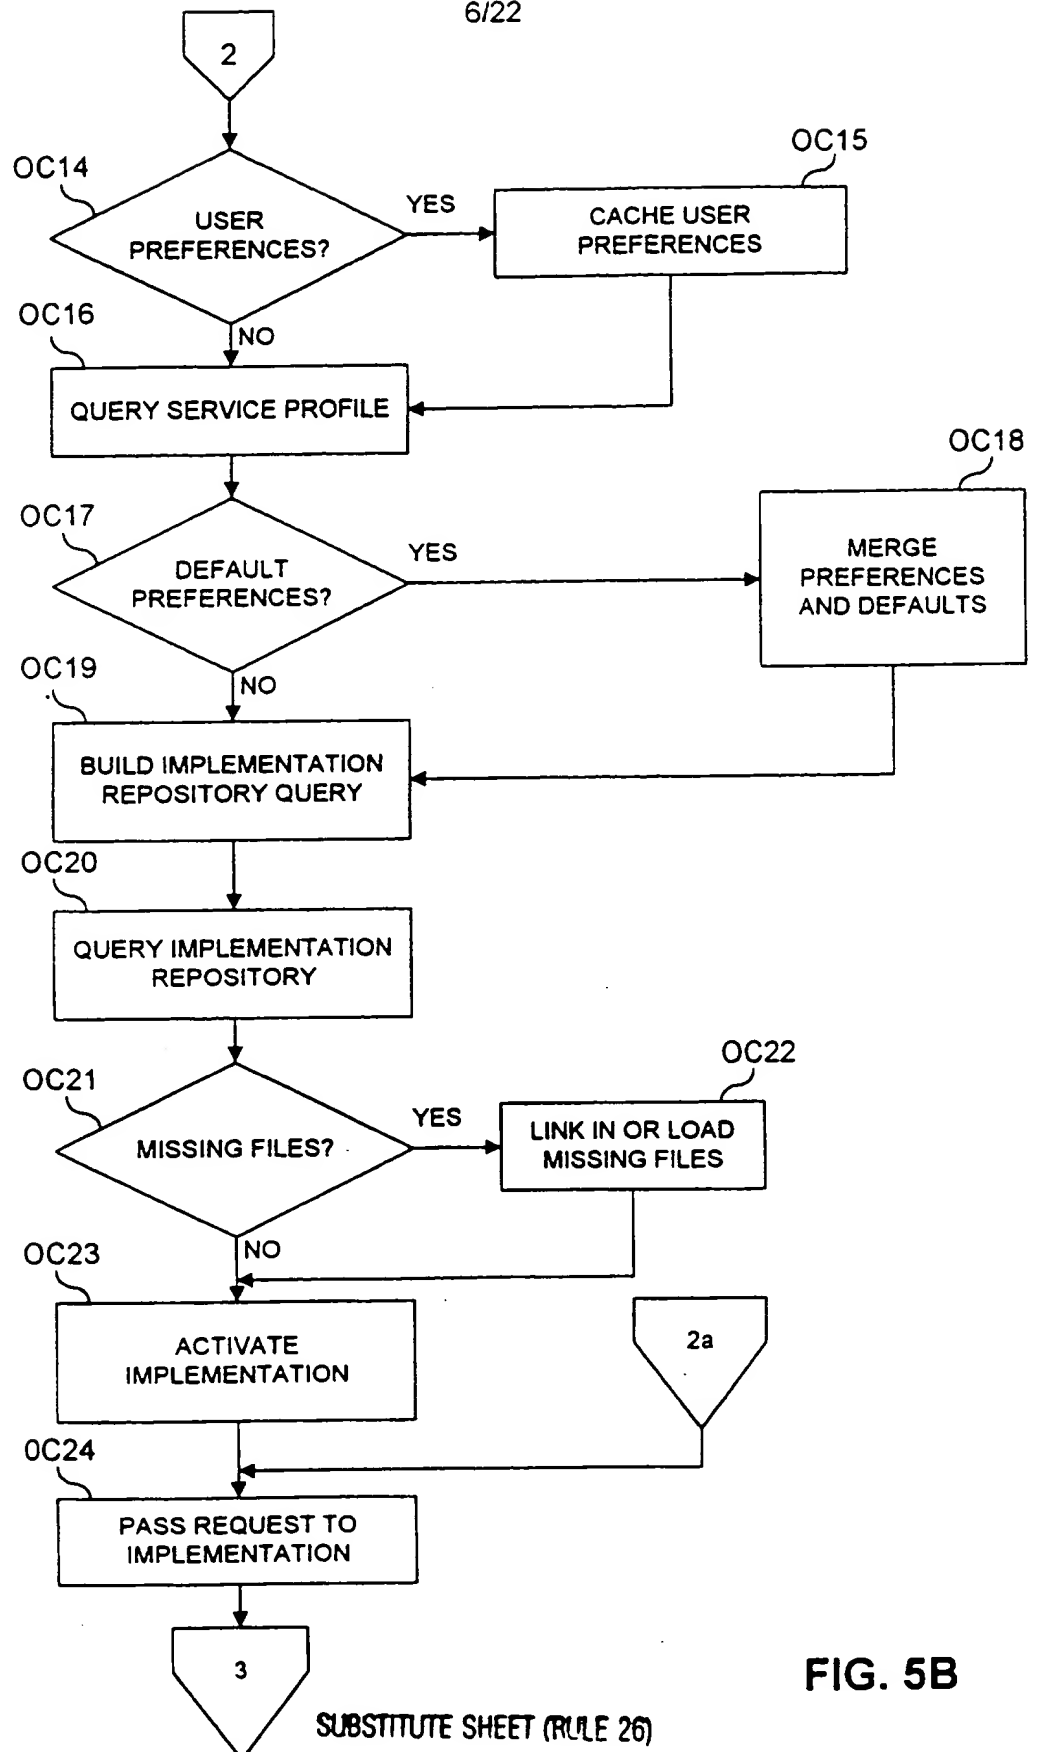 6/22
2
OC14
USER
PREFERENCES?
YES
OC15
CACHE USER
PREFERENCES
NO
OC16
QUERY SERVICE PROFILE
OC17
DEFAULT
PREFERENCES?
YES
OC18
MERGE
PREFERENCES
AND DEFAULTS
NO
OC19
BUILD IMPLEMENTATION
REPOSITORY QUERY
OC20
QUERY IMPLEMENTATION
REPOSITORY
OC21
MISSING FILES?
YES
OC22
LINK IN OR LOAD
MISSING FILES
NO
OC23
ACTIVATE
IMPLEMENTATION
2a
0C24
PASS REQUEST TO
IMPLEMENTATION
3
FIG. 5B
SUBSTITUTE SHEET (RULE 26)